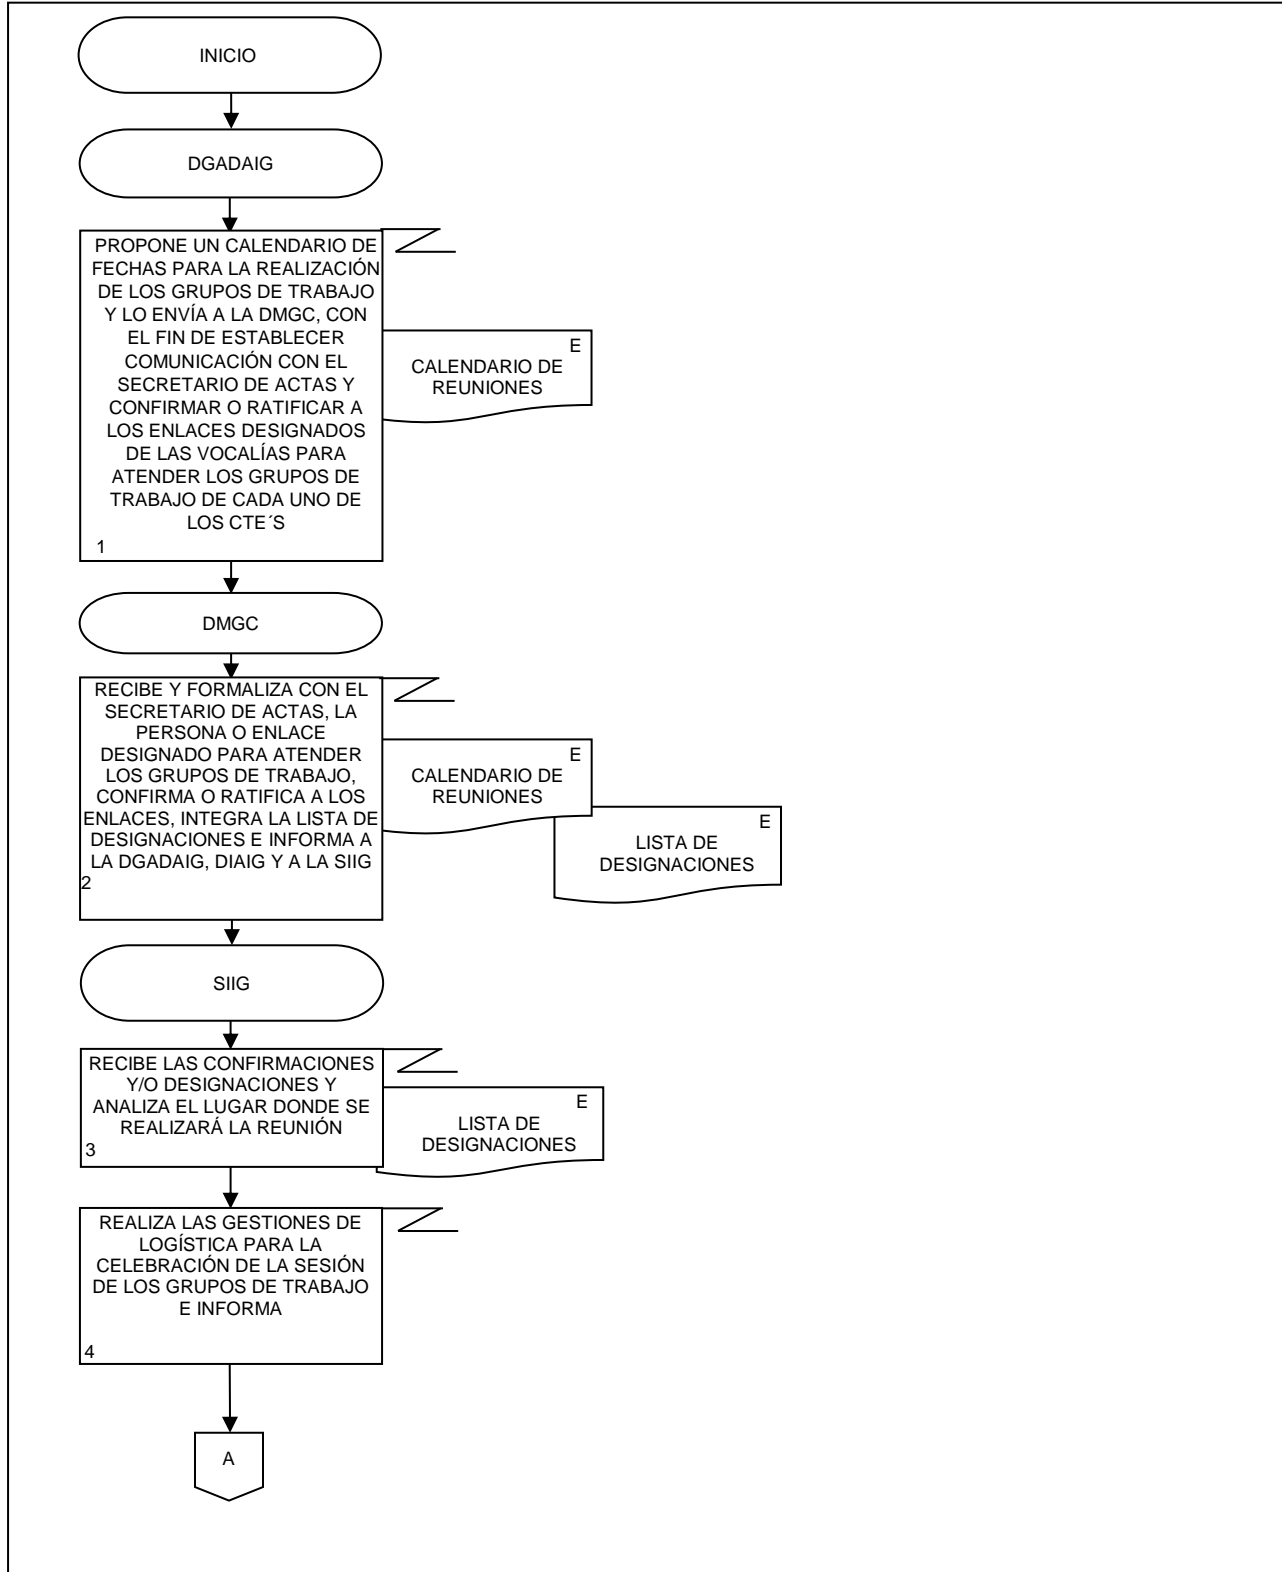 INICIO
DGADAIG
PROPONE UN CALENDARIO DE
FECHAS PARA LA REALIZACIÓN
DE LOS GRUPOS DE TRABAJO
Y LO ENVÍA A LA DMGC, CON
EL FIN DE ESTABLECER
COMUNICACIÓN CON EL
SECRETARIO DE ACTAS Y
CONFIRMAR O RATIFICAR A
LOS ENLACES DESIGNADOS
DE LAS VOCALÍAS PARA
ATENDER LOS GRUPOS DE
TRABAJO DE CADA UNO DE
LOS CTE´S
1
E
CALENDARIO DE
REUNIONES
DMGC
RECIBE Y FORMALIZA CON EL
SECRETARIO DE ACTAS, LA
PERSONA O ENLACE
DESIGNADO PARA ATENDER
LOS GRUPOS DE TRABAJO,
CONFIRMA O RATIFICA A LOS
ENLACES, INTEGRA LA LISTA DE
DESIGNACIONES E INFORMA A
LA DGADAIG, DIAIG Y A LA SIIG
2
E
CALENDARIO DE
REUNIONES
E
LISTA DE
DESIGNACIONES
SIIG
RECIBE LAS CONFIRMACIONES
Y/O DESIGNACIONES Y
ANALIZA EL LUGAR DONDE SE
REALIZARÁ LA REUNIÓN
3
E
LISTA DE
DESIGNACIONES
REALIZA LAS GESTIONES DE
LOGÍSTICA PARA LA
CELEBRACIÓN DE LA SESIÓN
DE LOS GRUPOS DE TRABAJO
E INFORMA
4
A